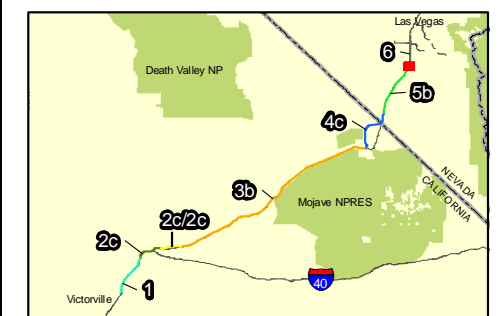 Las Vegas
6
Death Valley NP
5b
4c
NEVADA
CALIFORNIA
3b
Mojave NPRES
2c/2c
2c
40
1
Victorville